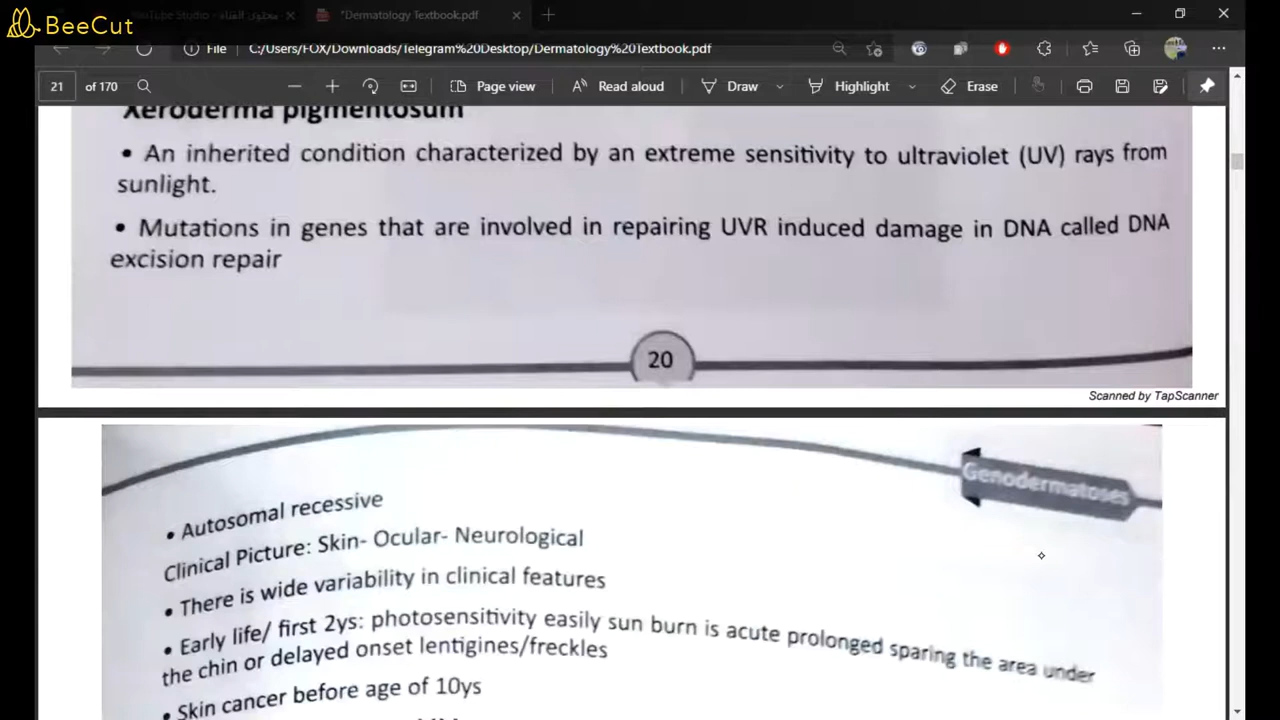 BeeCut
YouTube Studio - محتوى القناة
*Dermatology Textbook.pdf
File C:/Users/FOX/Downloads/Telegram%20Desktop/Dermatology%20Textbook.pdf
21 of 170 Page view Read aloud Draw Highlight Erase
Xeroderma pigmentosum
• An inherited condition characterized by an extreme sensitivity to ultraviolet (UV) rays from
sunlight.
• Mutations in genes that are involved in repairing UVR induced damage in DNA called DNA
excision repair
20
Scanned by TapScanner
Genodermatoses
• Autosomal recessive
Clinical Picture: Skin- Ocular- Neurological
• There is wide variability in clinical features
• Early life/ first 2ys: photosensitivity easily sun burn is acute prolonged sparing the area under
the chin or delayed onset lentigines/freckles
• Skin cancer before age of 10ys